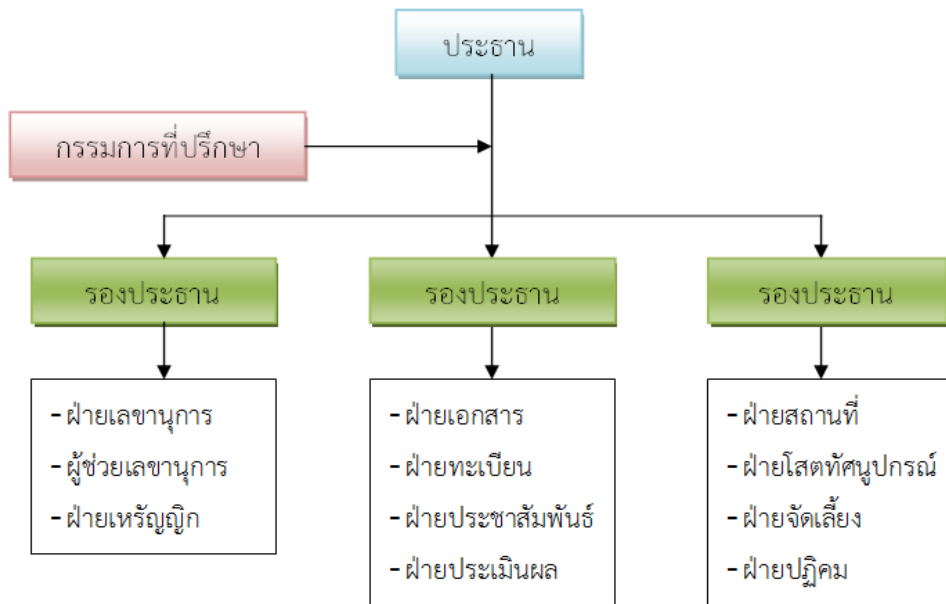 ประธาน
กรรมการที่ปรึกษา
รองประธาน
รองประธาน
รองประธาน
- ฝ่ายเลขานุการ
- ผู้ช่วยเลขานุการ
- ฝ่ายเหรัญญิก
- ฝ่ายเอกสาร
- ฝ่ายทะเบียน
- ฝ่ายประชาสัมพันธ์
- ฝ่ายประเมินผล
- ฝ่ายสถานที่
- ฝ่ายโสตทัศนูปกรณ์
- ฝ่ายจัดเลี้ยง
- ฝ่ายปฏิคม